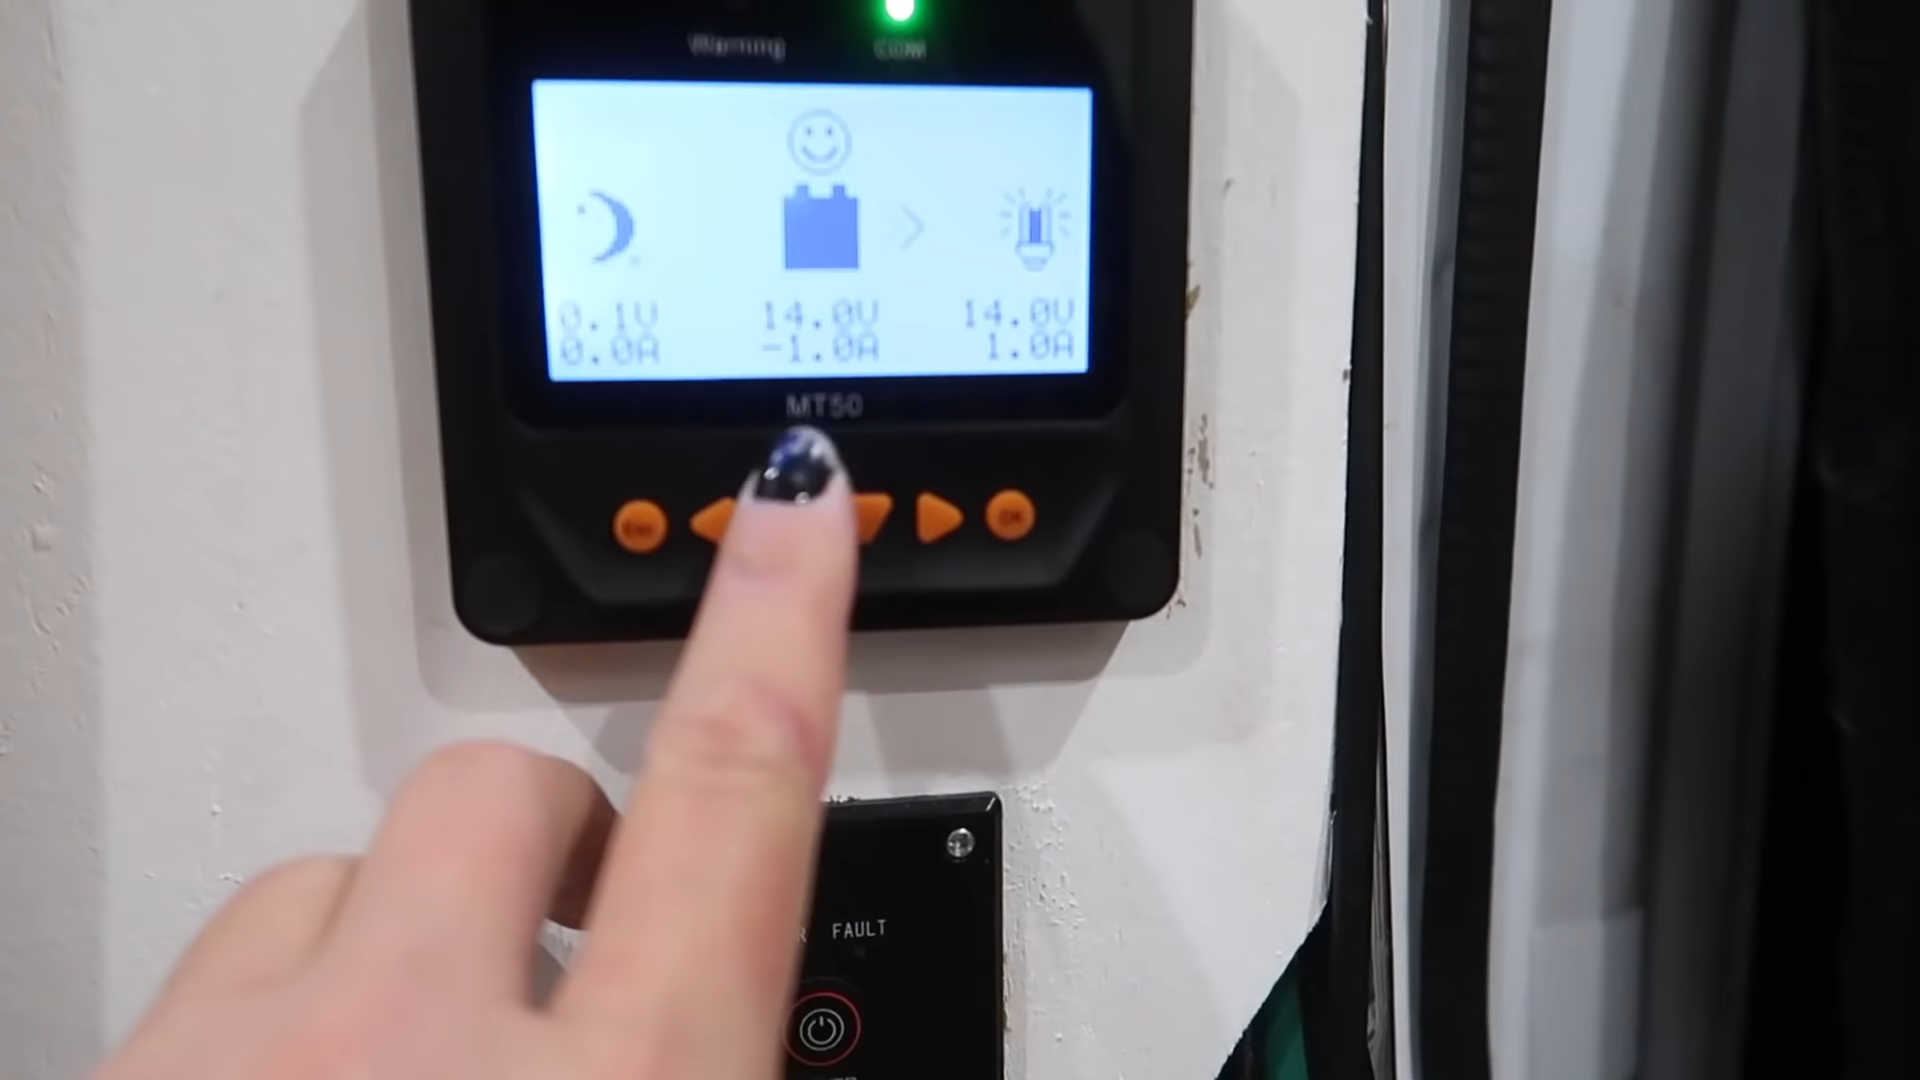 Warning COM
0.1V 14.0V 14.0V
0.0A -1.0A 1.0A
MT50
OK
R FAULT